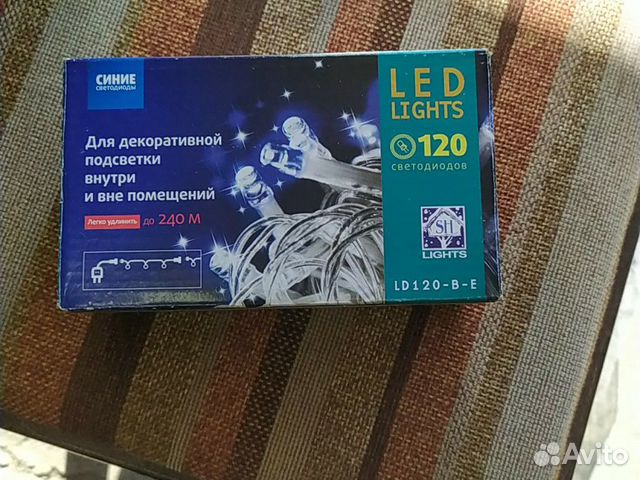 СИНИЕ
СВЕТОДИОДЫ
Для декоративной
подсветки
внутри
и вне помещений
Легко удлинить до 240 м
LED
LIGHTS
120
светодиодов
SH
LIGHTS
LD120-B-E
Avito